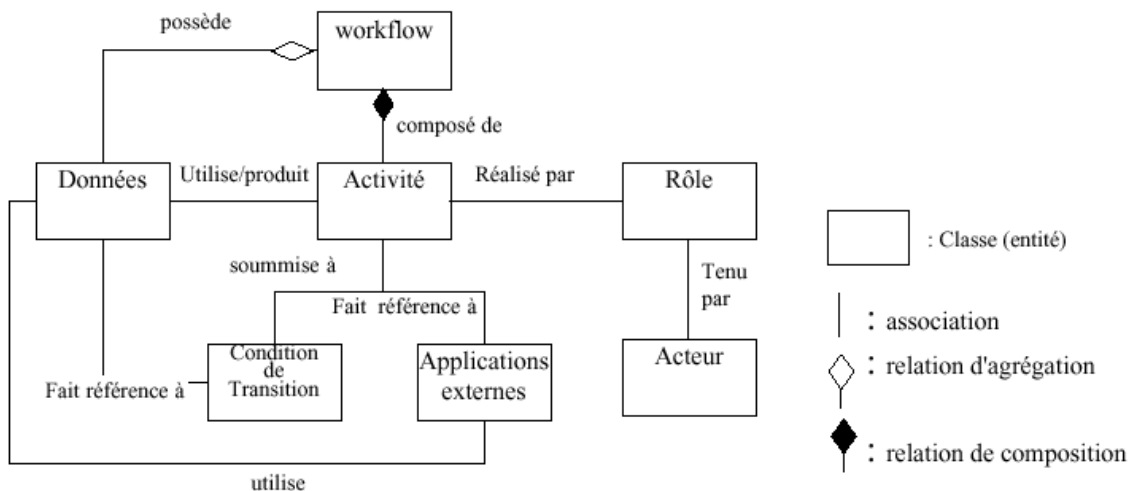 possède
workflow
composé de
Données
Utilise/produit
Activité
Réalisé par
Rôle
: Classe (entité)
soummise à
Tenu
par
Fait référence à
: association
Condition
de
Transition
Applications
externes
Acteur
: relation d'agrégation
Fait référence à
: relation de composition
utilise